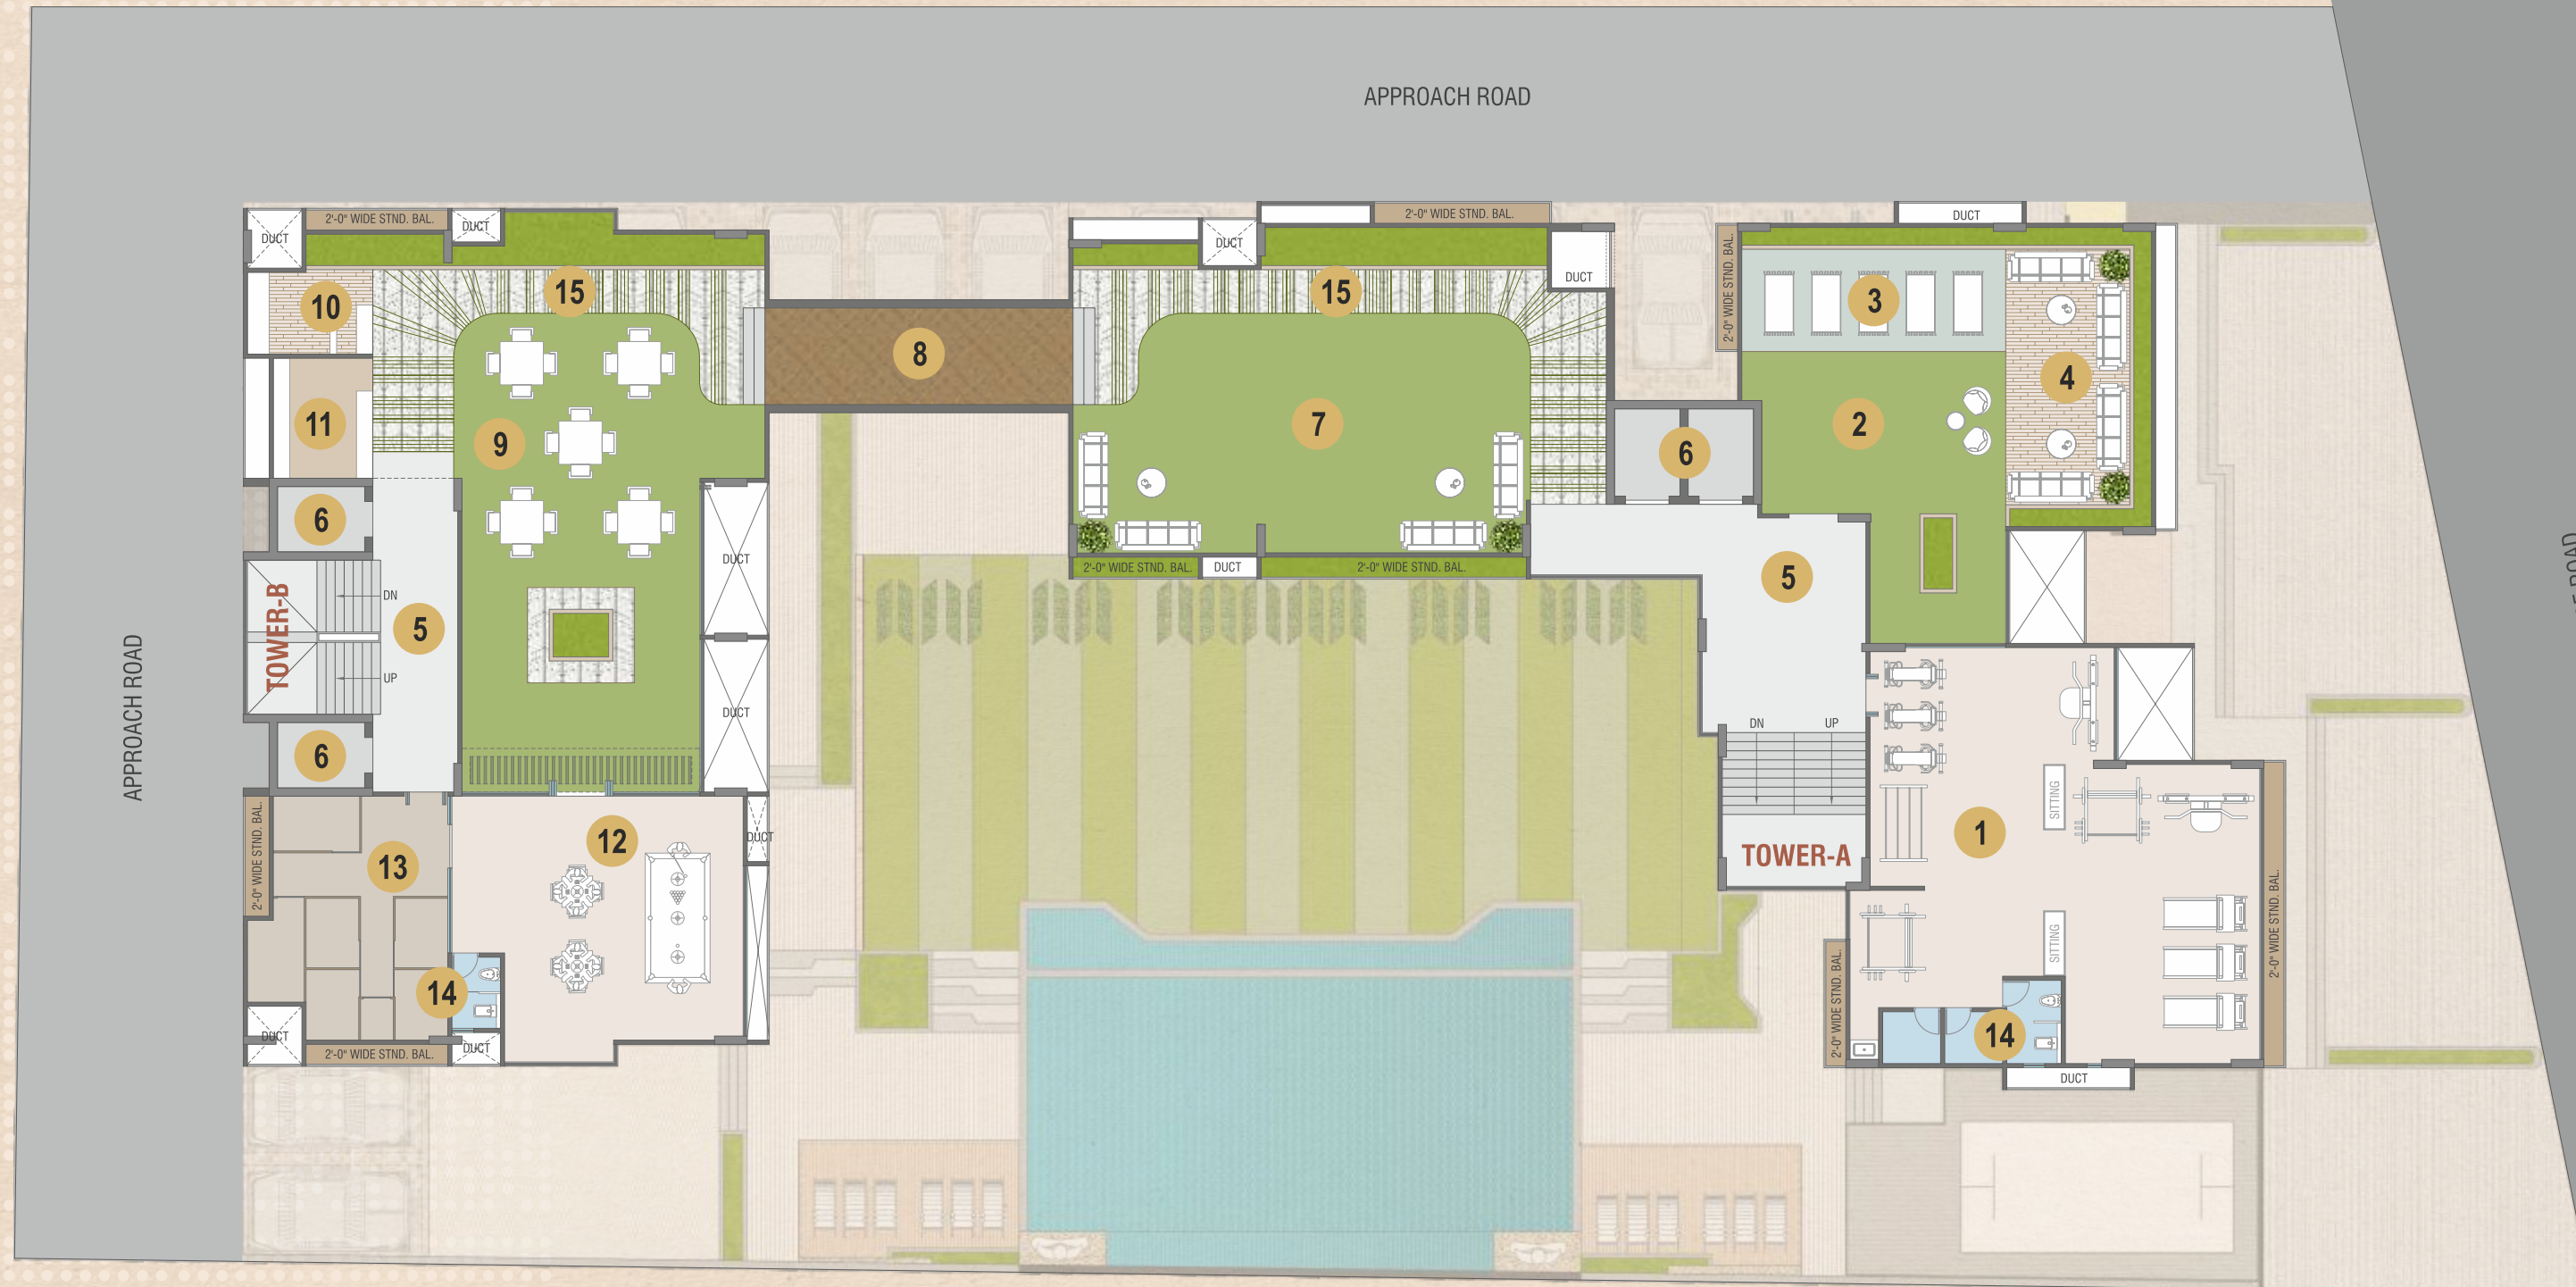 APPROACH ROAD
2'-0" WIDE STND. BAL.
DUCT
DUCT
2'-0" WIDE STND. BAL.
DUCT
DUCT
DUCT
2'-0" WIDE STND. BAL.
10
15
15
3
8
4
11
9
7
2
6
6
DUCT
2'-0" WIDE STND. BAL.
DUCT
2'-0" WIDE STND. BAL.
5
DN
TOWER-B
5
UP
DUCT
6
DN
UP
APPROACH ROAD
SITTING
1
TOWER-A
2'-0" WIDE STND. BAL.
13
12
DUCT
14
SITTING
2'-0" WIDE STND. BAL.
2'-0" WIDE STND. BAL.
14
DUCT
DUCT
2'-0" WIDE STND. BAL.
DUCT
ROAD